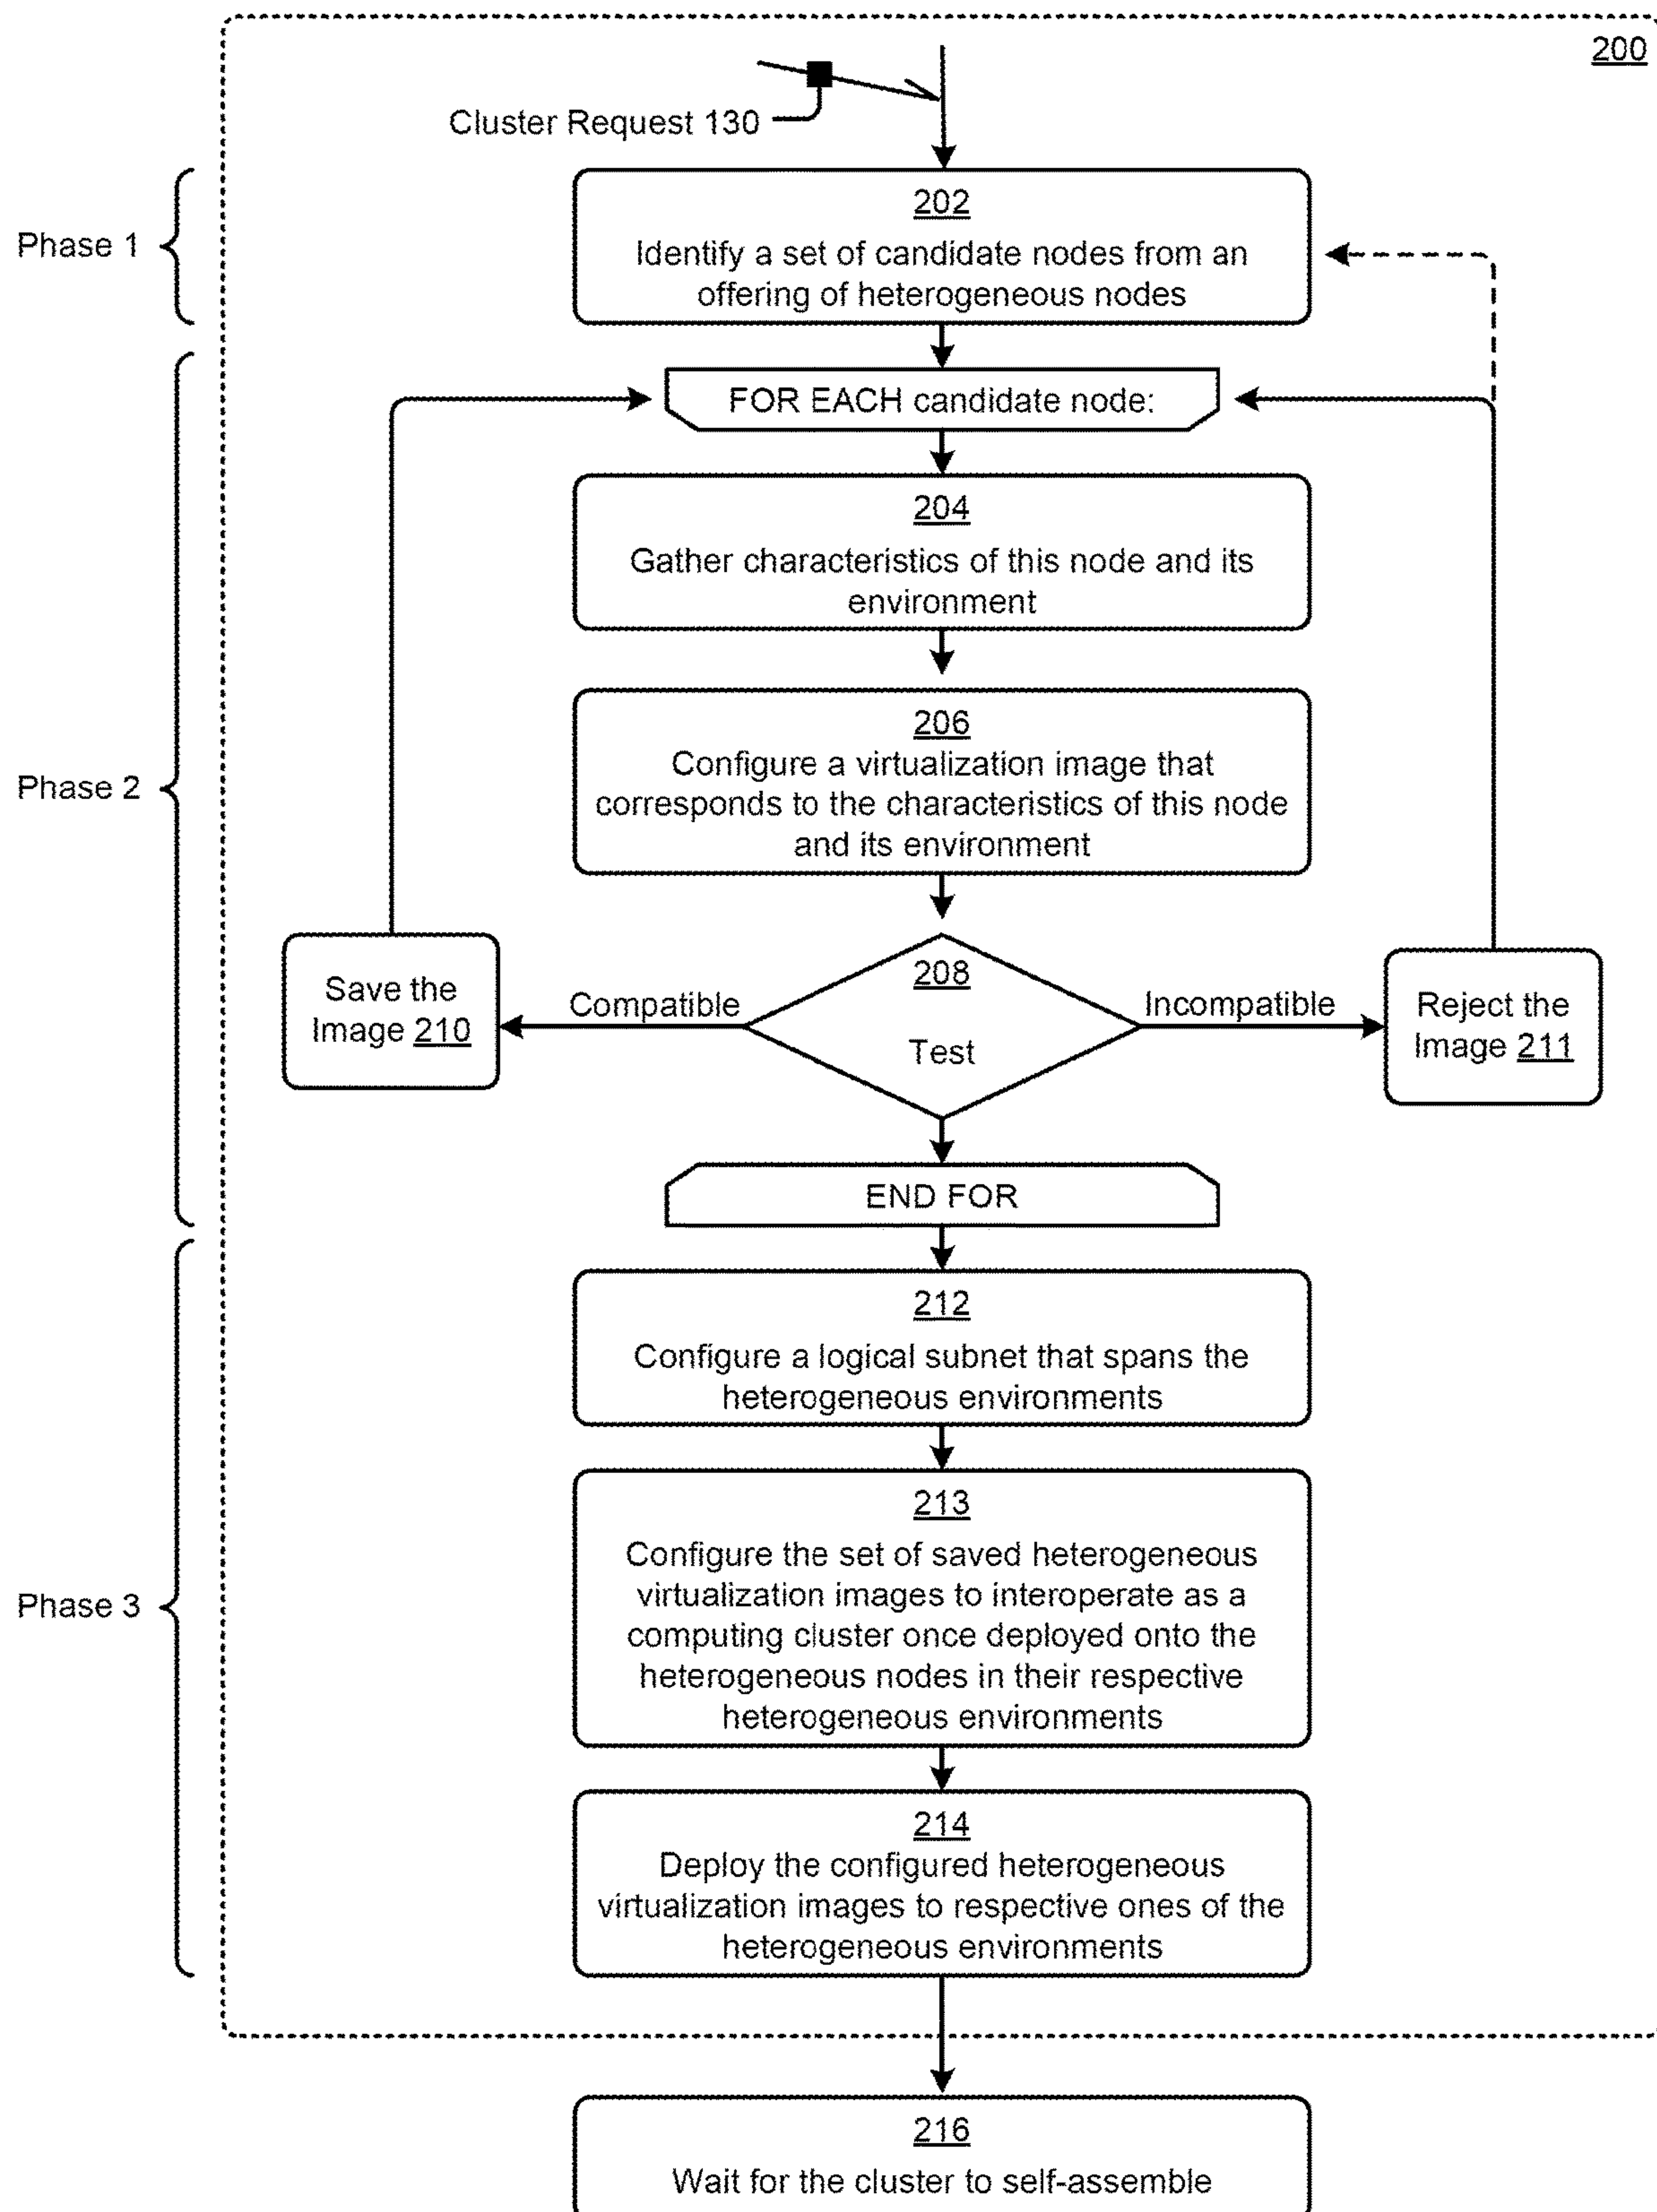 200
Cluster Request 130
Phase 1
202
Identify a set of candidate nodes from an
offering of heterogeneous nodes
FOR EACH candidate node:
204
Gather characteristics of this node and its
environment
Phase 2
206
Configure a virtualization image that
corresponds to the characteristics of this node
and its environment
208
Test
Compatible
Incompatible
Save the
Image 210
Reject the
Image 211
END FOR
212
Configure a logical subnet that spans the
heterogeneous environments
Phase 3
213
Configure the set of saved heterogeneous
virtualization images to interoperate as a
computing cluster once deployed onto the
heterogeneous nodes in their respective
heterogeneous environments
214
Deploy the configured heterogeneous
virtualization images to respective ones of the
heterogeneous environments
216
Wait for the cluster to self-assemble